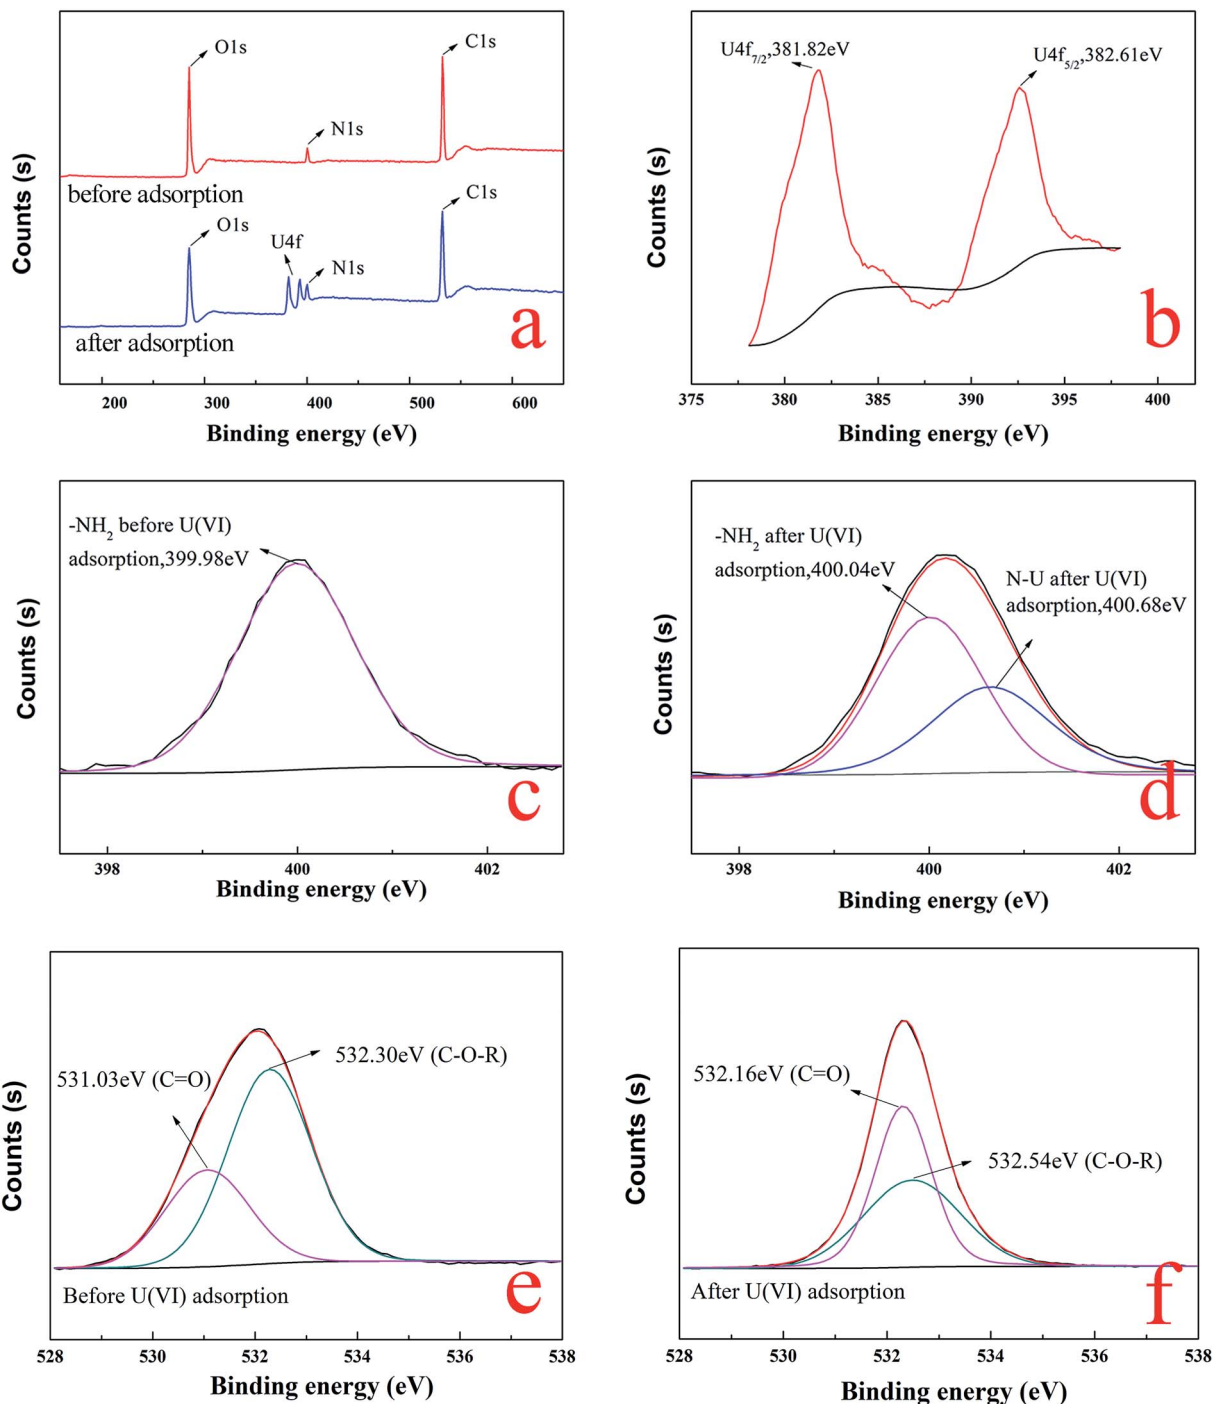 O1s
C1s
N1s
before adsorption
O1s
U4f
N1s
C1s
after adsorption
a
Counts (s)
200 300 400 500 600
Binding energy (eV)
U4f7/2,381.82eV
U4f5/2,382.61eV
b
Counts (s)
375 380 385 390 395 400
Binding energy (eV)
-NH2 before U(VI)
adsorption,399.98eV
c
Counts (s)
398 400 402
Binding energy (eV)
-NH2 after U(VI)
adsorption,400.04eV
N-U after U(VI)
adsorption,400.68eV
d
Counts (s)
398 400 402
Binding energy (eV)
532.30eV (C-O-R)
531.03eV (C=O)
Before U(VI) adsorption
e
Counts (s)
528 530 532 534 536 538
Binding energy (eV)
532.16eV (C=O)
532.54eV (C-O-R)
After U(VI) adsorption
f
Counts (s)
528 530 532 534 536 538
Binding energy (eV)